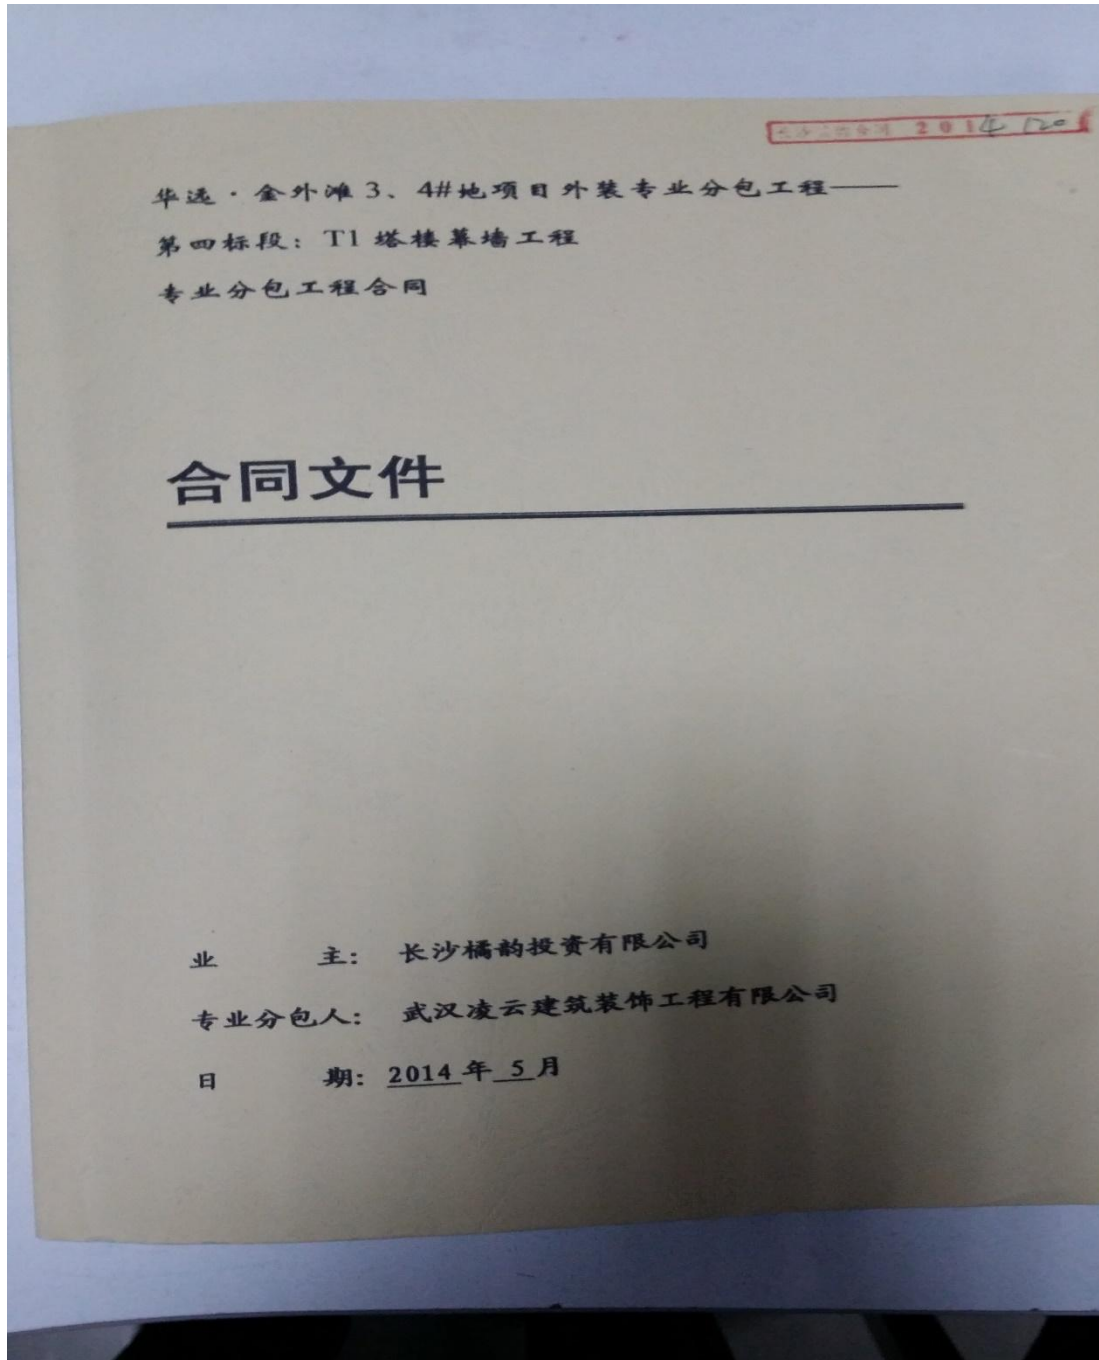 2014 120
华远·金外滩3、4#地项目外装专业分包工程——
第四标段：T1塔楼幕墙工程
专业分包工程合同
合同文件
业主：长沙橘韵投资有限公司
专业分包人：武汉凌云建筑装饰工程有限公司
日期：2014年5月